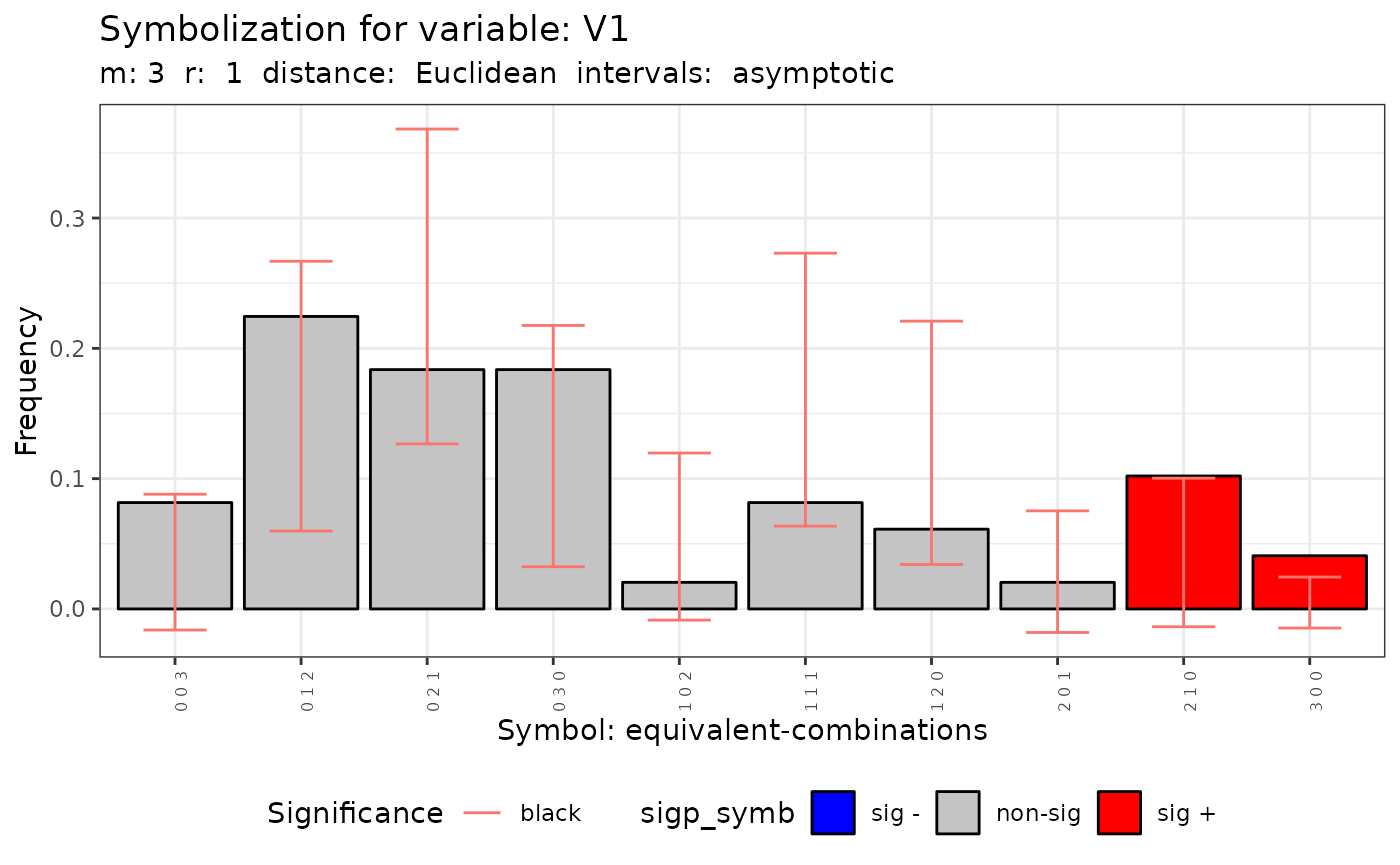 Symbolization for variable: V1
m: 3 r: 1 distance: Euclidean intervals: asymptotic
Frequency
0.3
0.2
0.1
0.0
0 0 3
0 1 2
0 2 1
0 3 0
1 0 2
1 1 1
1 2 0
2 0 1
2 1 0
3 0 0
Symbol: equivalent-combinations
Significance black sigp_symb sig - non-sig sig +